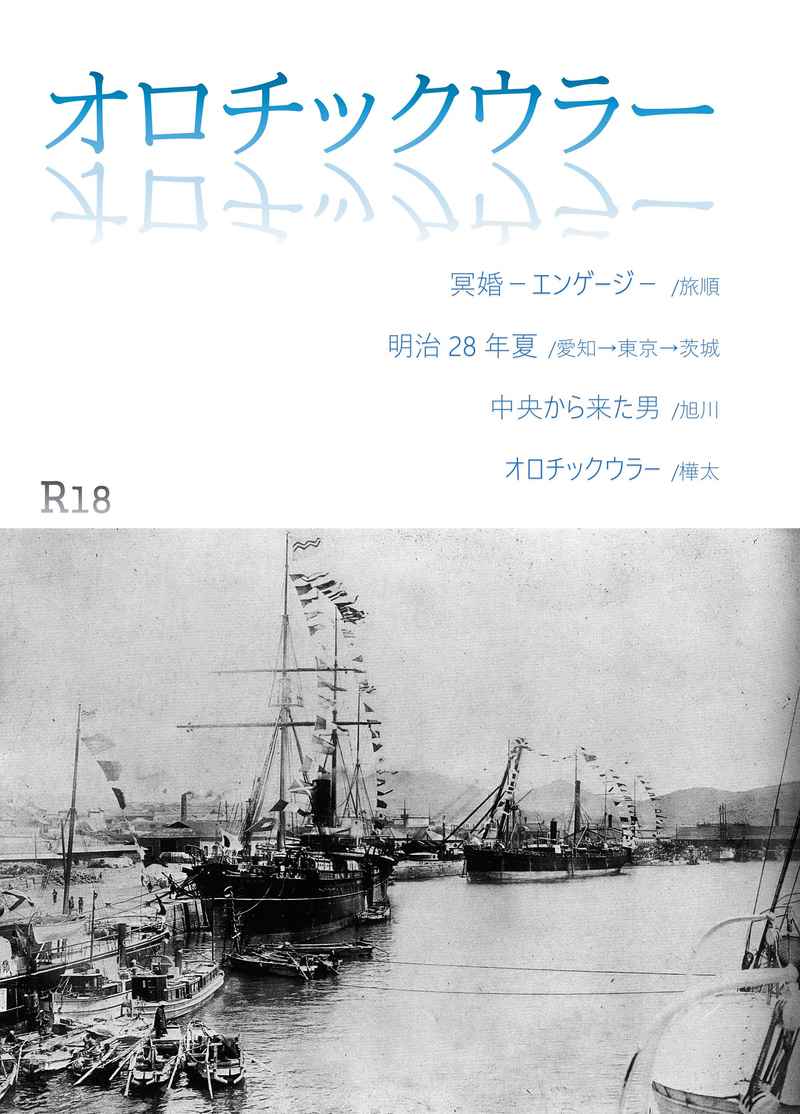 オロチックウラー
冥婚－エンゲージ－ /旅順
明治 28 年夏 /愛知→東京→茨城
中央から来た男 /旭川
オロチックウラー /樺太
R18